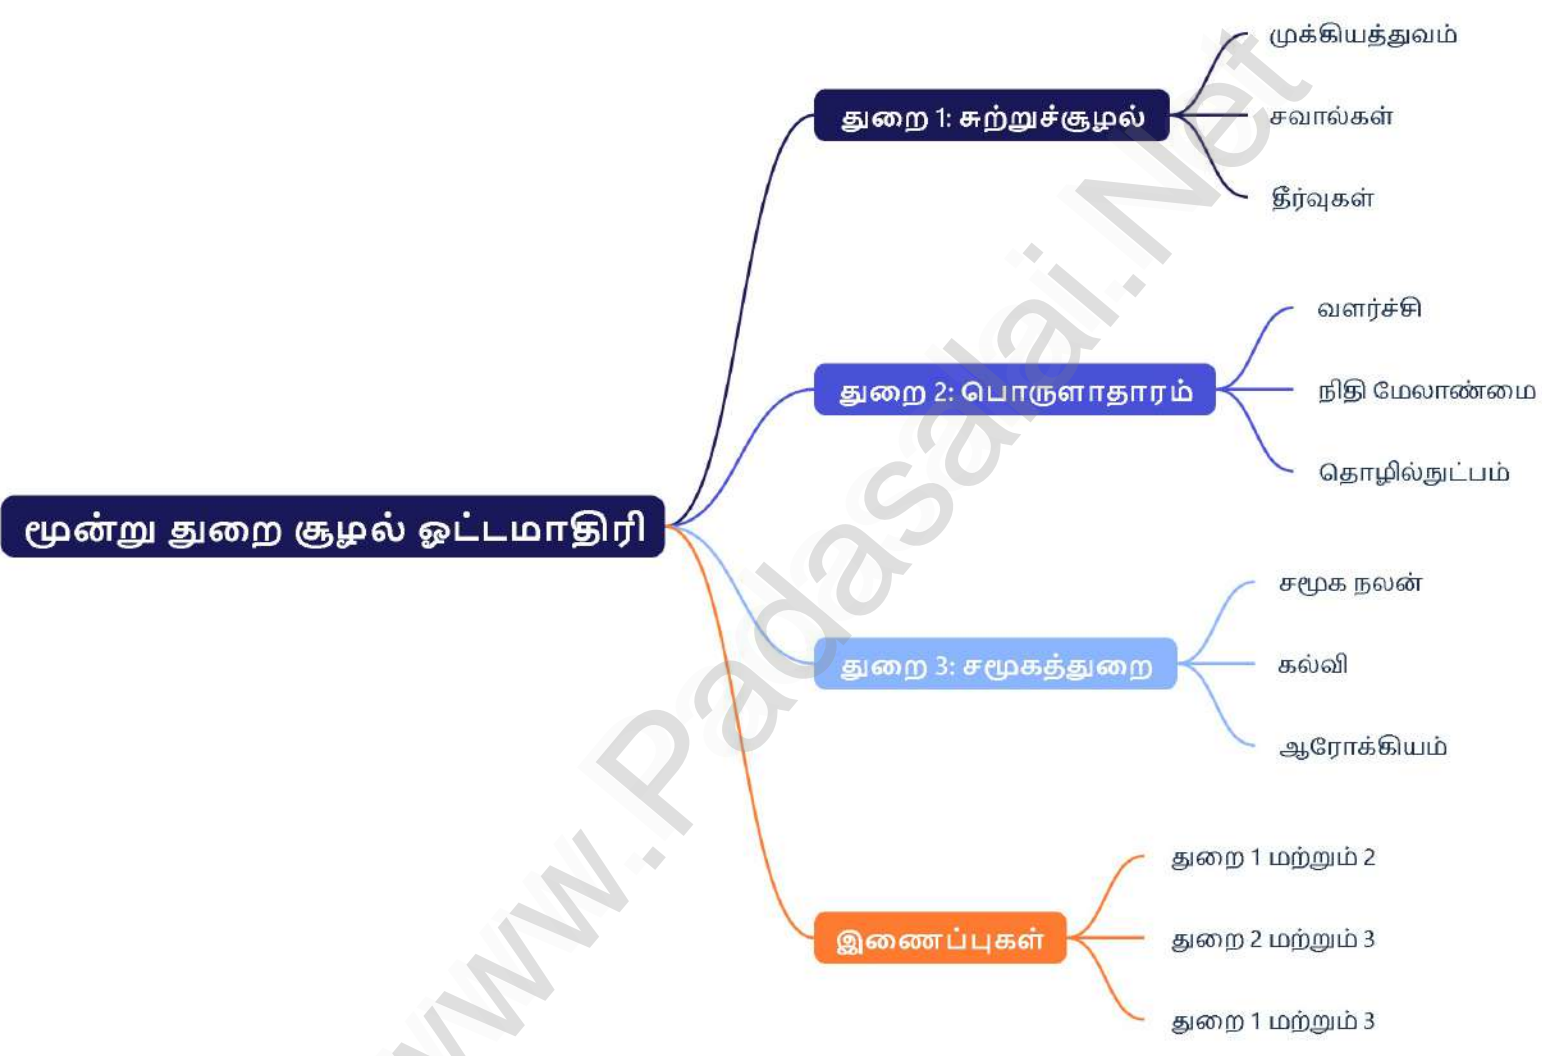 முக்கியத்துவம்
துறை 1: சுற்றுச்சூழல்
சவால்கள்
தீர்வுகள்
வளர்ச்சி
துறை 2: பொருளாதாரம்
நிதி மேலாண்மை
தொழில்நுட்பம்
மூன்று துறை சூழல் ஓட்டமாதிரி
சமூக நலன்
துறை 3: சமூகத்துறை
கல்வி
ஆரோக்கியம்
துறை 1 மற்றும் 2
இணைப்புகள்
துறை 2 மற்றும் 3
துறை 1 மற்றும் 3
www.Padasalai.Net